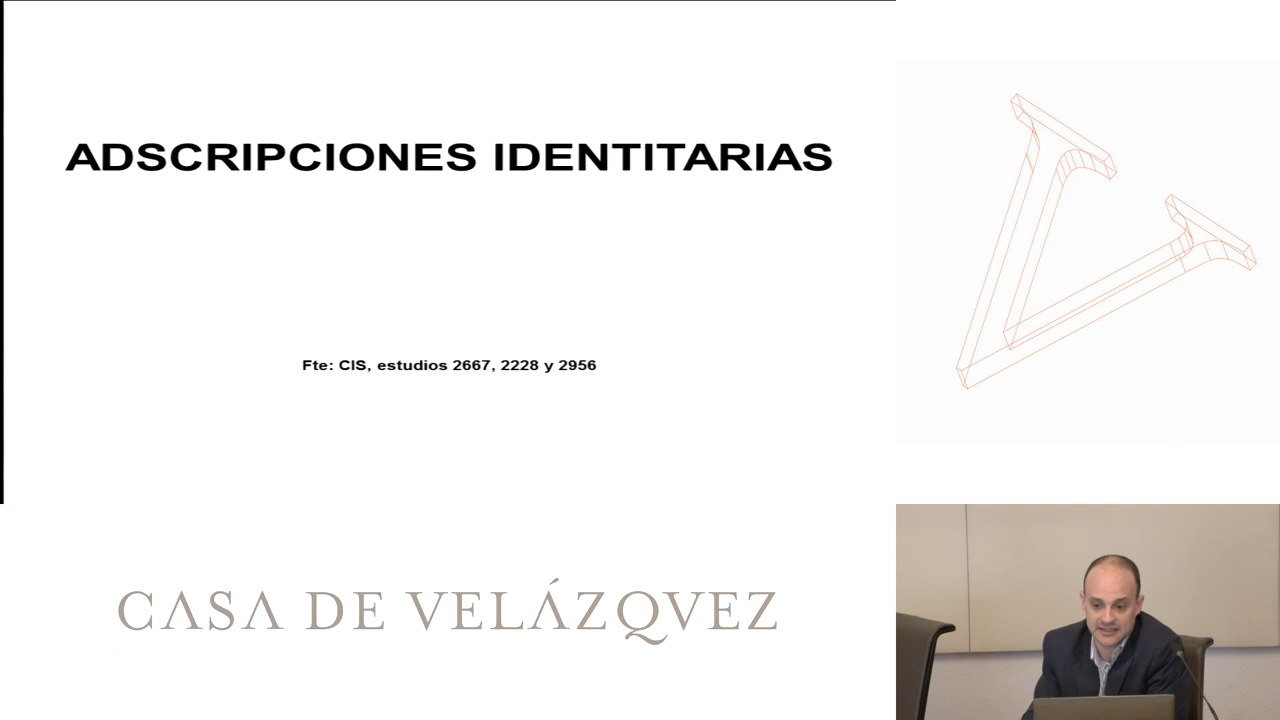 ADSCRIPCIONES IDENTITARIAS
Fte: CIS, estudios 2667, 2228 y 2956
CASA DE VELÁZQVEZ